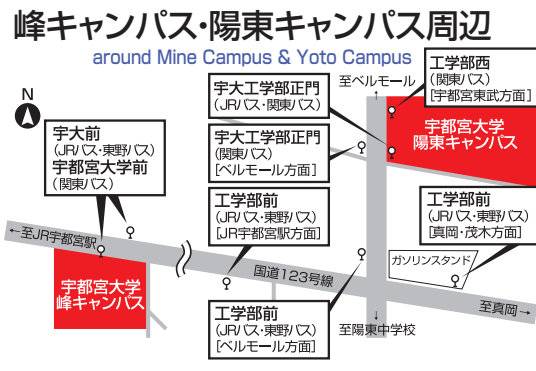 峰キャンパス・陽東キャンパス周辺
around Mine Campus & Yoto Campus
N
宇大前
(JRバス・東野バス)
宇都宮大学前
(関東バス)
宇大工学部正門
(JRバス・関東バス)
宇大工学部正門
(関東バス)
[ベルモール方面]
工学部前
(JRバス・東野バス)
[JR宇都宮駅方面]
至ベルモール
↑
工学部西
(関東バス)
[宇都宮東武方面]
宇都宮大学
陽東キャンパス
工学部前
(JRバス・東野バス)
[真岡・茂木方面]
ガソリンスタンド
←至JR宇都宮駅
宇都宮大学
峰キャンパス
国道123号線
工学部前
(JRバス・東野バス)
[ベルモール方面]
↓
至陽東中学校
至真岡→